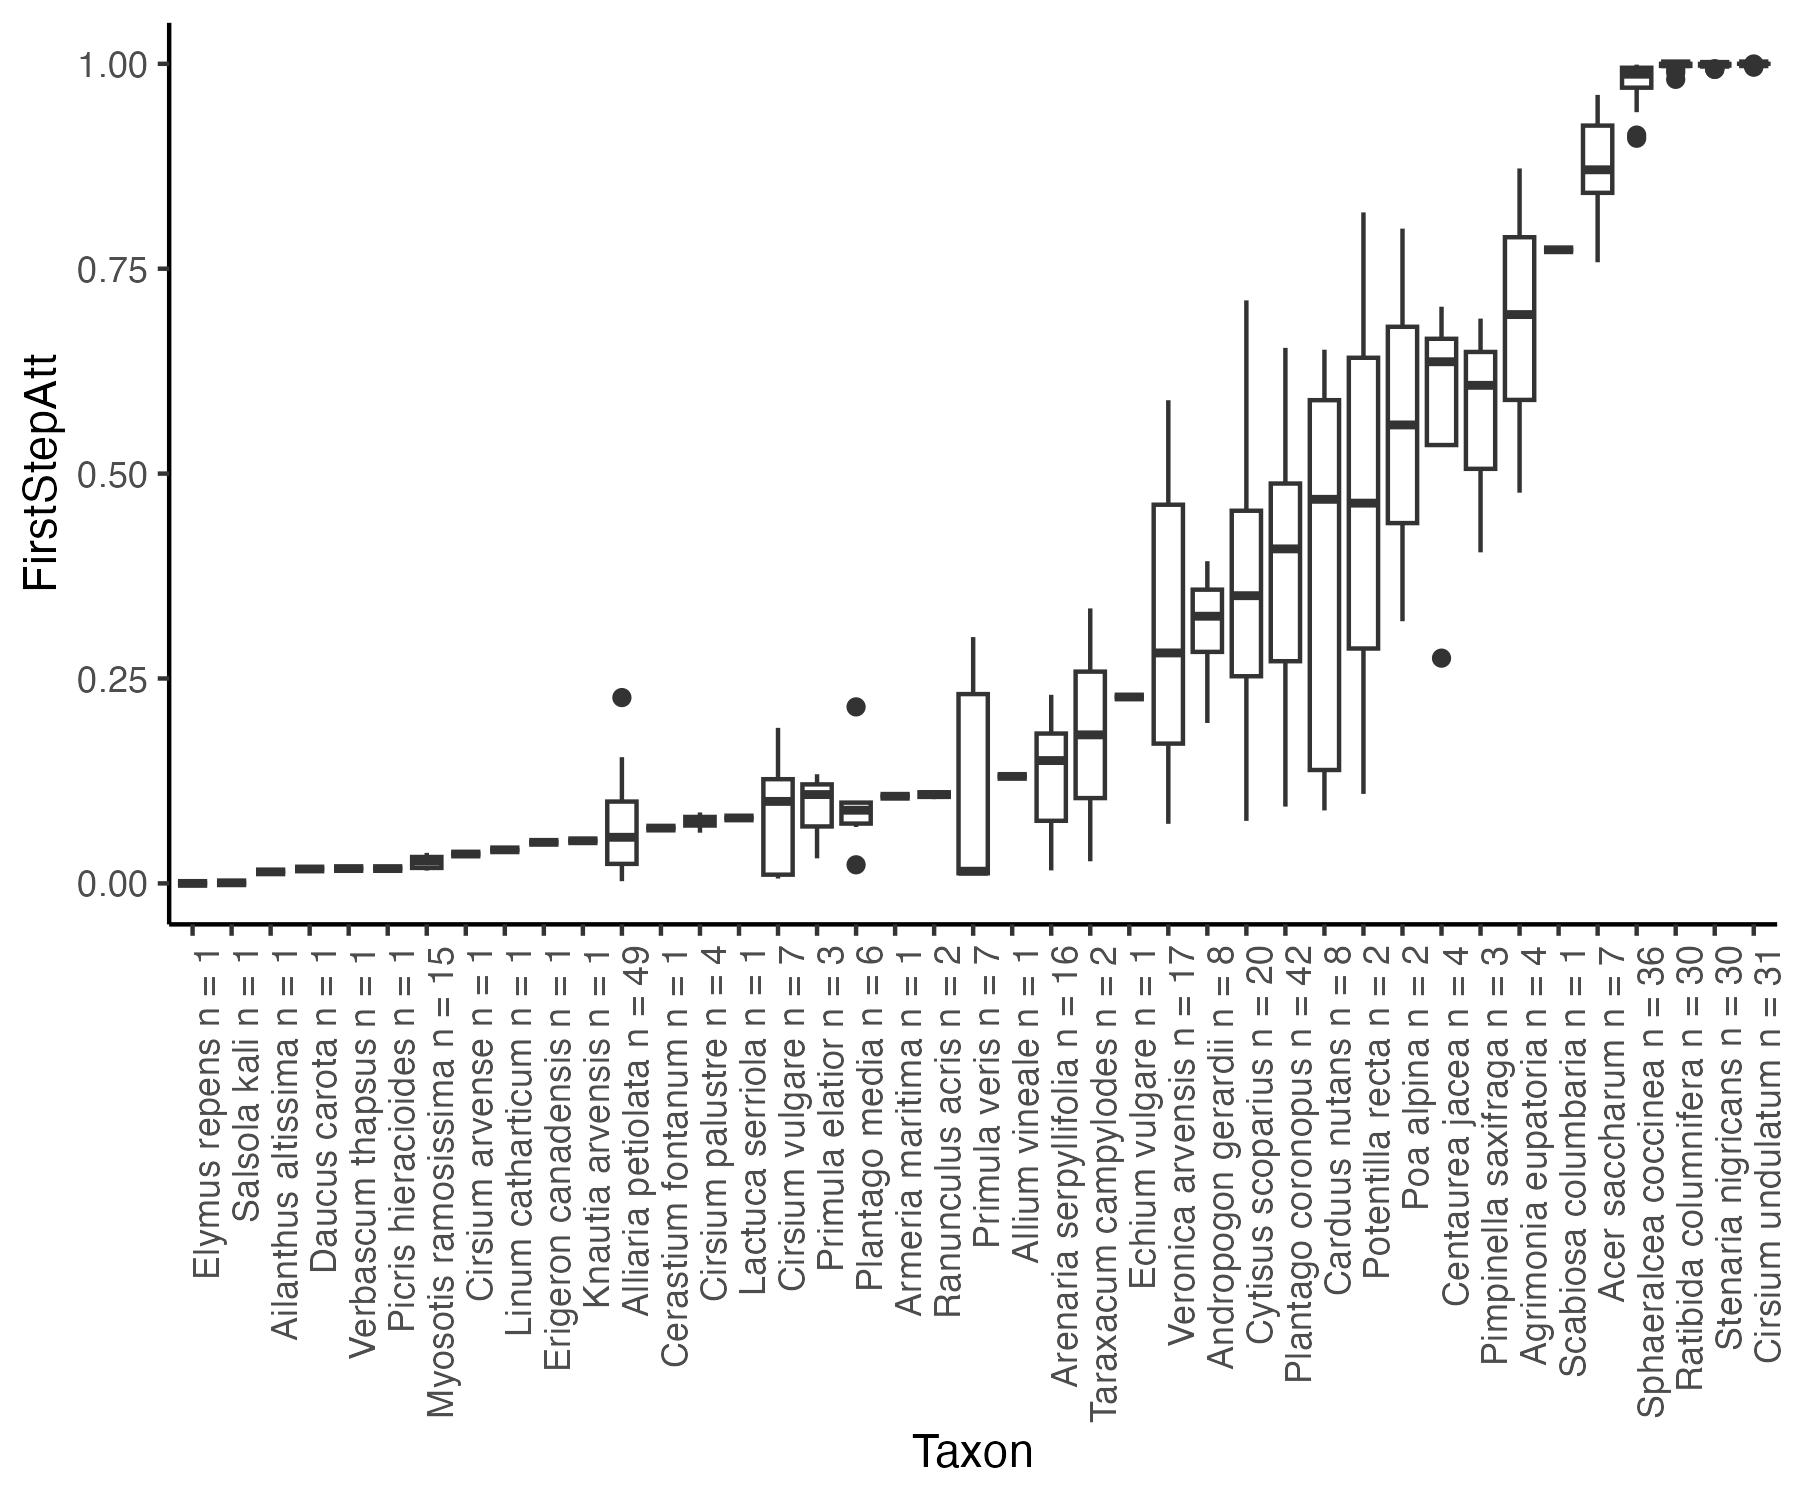 1.00
0.75
0.50
0.25
0.00
FirstStepAtt
Elymus repens n = 1
Salsola kali n = 1
Ailanthus altissima n = 1
Daucus carota n = 1
Verbascum thapsus n = 1
Picris hieracioides n = 1
Myosotis ramosissima n = 15
Cirsium arvense n = 1
Linum catharticum n = 1
Erigeron canadensis n = 1
Knautia arvensis n = 1
Alliaria petiolata n = 49
Cerastium fontanum n = 1
Cirsium palustre n = 4
Lactuca serriola n = 1
Cirsium vulgare n = 7
Primula elatior n = 3
Plantago media n = 6
Armeria maritima n = 1
Ranunculus acris n = 2
Primula veris n = 7
Allium vineale n = 1
Arenaria serpyllifolia n = 16
Taraxacum campylodes n = 2
Echium vulgare n = 1
Veronica arvensis n = 17
Andropogon gerardii n = 8
Cytisus scoparius n = 20
Plantago coronopus n = 42
Carduus nutans n = 8
Potentilla recta n = 2
Poa alpina n = 2
Centaurea jacea n = 4
Pimpinella saxifraga n = 3
Agrimonia eupatoria n = 4
Scabiosa columbaria n = 1
Acer saccharum n = 7
Sphaeralcea coccinea n = 36
Ratibida columnifera n = 30
Stenaria nigricans n = 30
Cirsium undulatum n = 31
Taxon